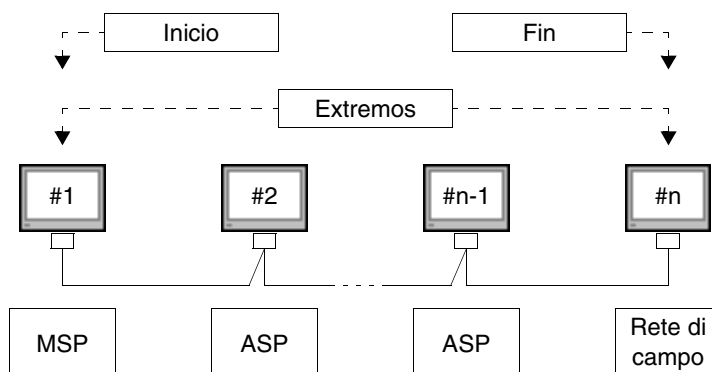 Inicio
Fin
Extremos
#1
#2
#n-1
#n
MSP
ASP
ASP
Rete di
campo